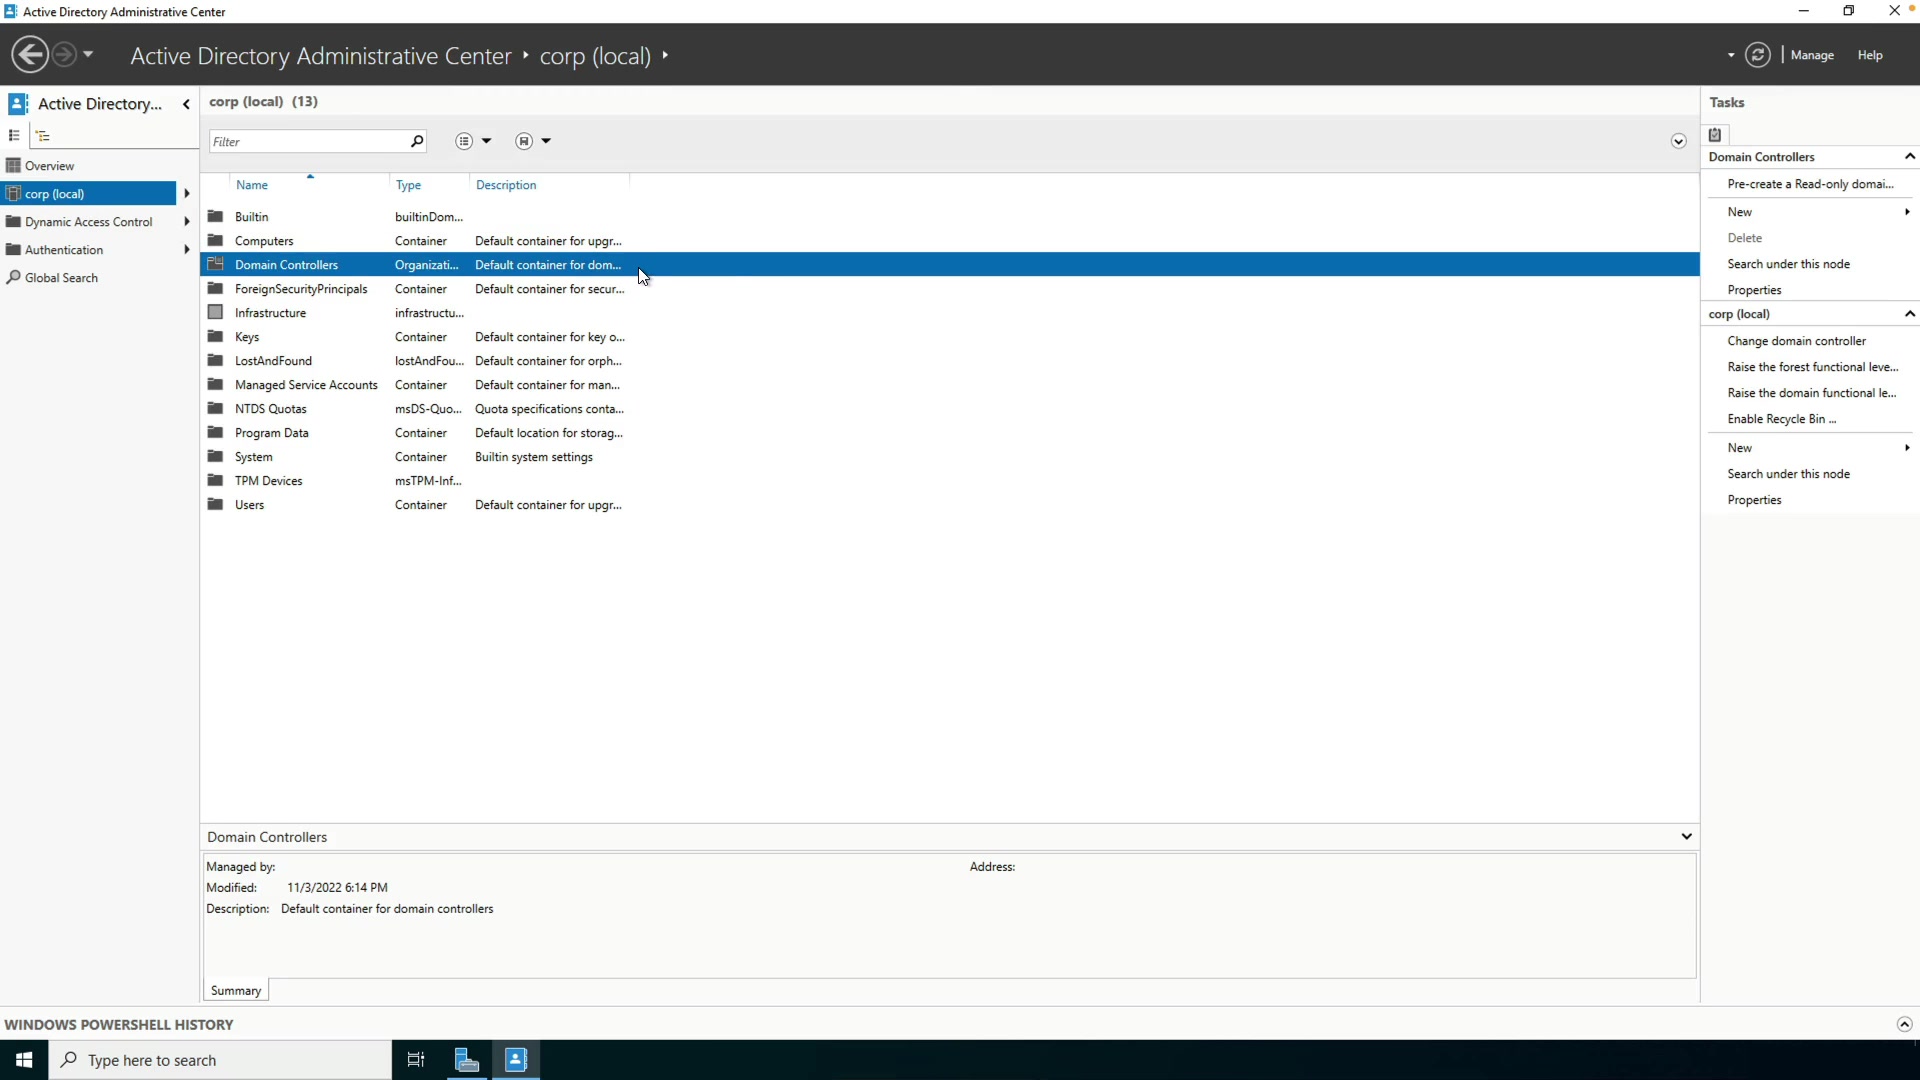 Active Directory Administrative Center
Active Directory Administrative Center corp (local)
Manage Help
Active Directory...
Overview
corp (local)
Dynamic Access Control
Authentication
Global Search
corp (local) (13)
Filter
Name Type Description
Builtin builtinDom...
Computers Container Default container for upgr...
Domain Controllers Organizati... Default container for dom...
ForeignSecurityPrincipals Container Default container for secur...
Infrastructure infrastructu...
Keys Container Default container for key o...
LostAndFound lostAndFou... Default container for orph...
Managed Service Accounts Container Default container for man...
NTDS Quotas msDS-Quo... Quota specifications conta...
Program Data Container Default location for storag...
System Container Builtin system settings
TPM Devices msTPM-Inf...
Users Container Default container for upgr...
Domain Controllers
Managed by: Address:
Modified: 11/3/2022 6:14 PM
Description: Default container for domain controllers
Summary
Tasks
Domain Controllers
Pre-create a Read-only domai...
New
Delete
Search under this node
Properties
corp (local)
Change domain controller
Raise the forest functional leve...
Raise the domain functional le...
Enable Recycle Bin ...
New
Search under this node
Properties
WINDOWS POWERSHELL HISTORY
Type here to search